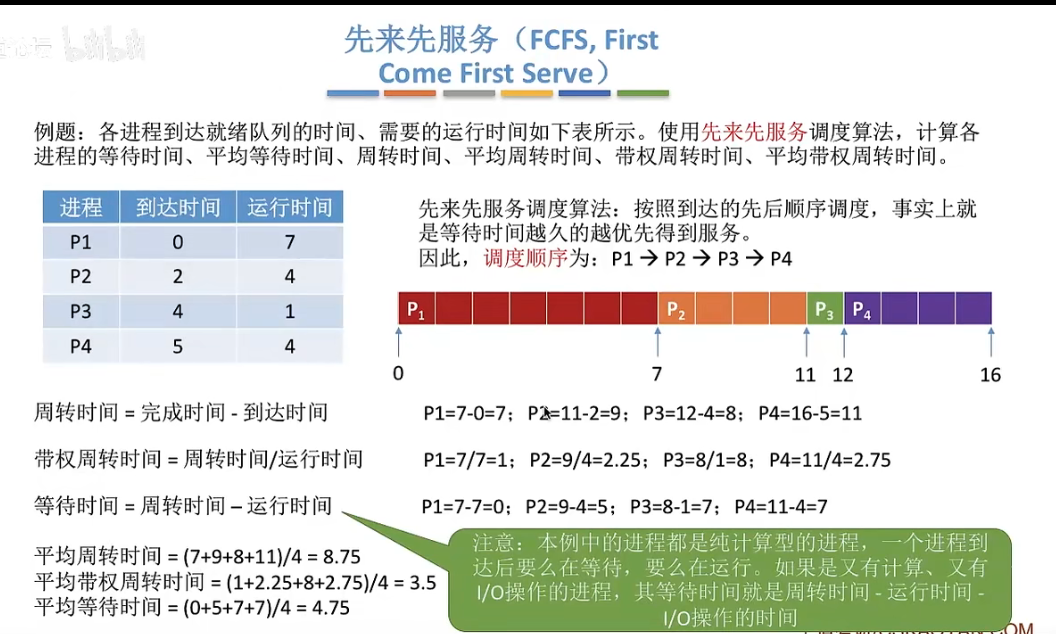 先来先服务（FCFS, First
Come First Serve）
例题：各进程到达就绪队列的时间、需要的运行时间如下表所示。使用先来先服务调度算法，计算各
进程的等待时间、平均等待时间、周转时间、平均周转时间、带权周转时间、平均带权周转时间。
进程 到达时间 运行时间
P1 0 7
P2 2 4
P3 4 1
P4 5 4
先来先服务调度算法：按照到达的先后顺序调度，事实上就
是等待时间越久的越优先得到服务。
因此，调度顺序为：P1 → P2 → P3 → P4
P1 P2 P3 P4
0 7 11 12 16
周转时间 = 完成时间 - 到达时间
P1=7-0=7；P2=11-2=9；P3=12-4=8；P4=16-5=11
带权周转时间 = 周转时间/运行时间
P1=7/7=1；P2=9/4=2.25；P3=8/1=8；P4=11/4=2.75
等待时间 = 周转时间 – 运行时间
P1=7-7=0；P2=9-4=5；P3=8-1=7；P4=11-4=7
平均周转时间 = (7+9+8+11)/4 = 8.75
平均带权周转时间 = (1+2.25+8+2.75)/4 = 3.5
平均等待时间 = (0+5+7+7)/4 = 4.75
注意：本例中的进程都是纯计算型的进程，一个进程到
达后要么在等待，要么在运行。如果是又有计算、又有
I/O操作的进程，其等待时间就是周转时间 - 运行时间 -
I/O操作的时间